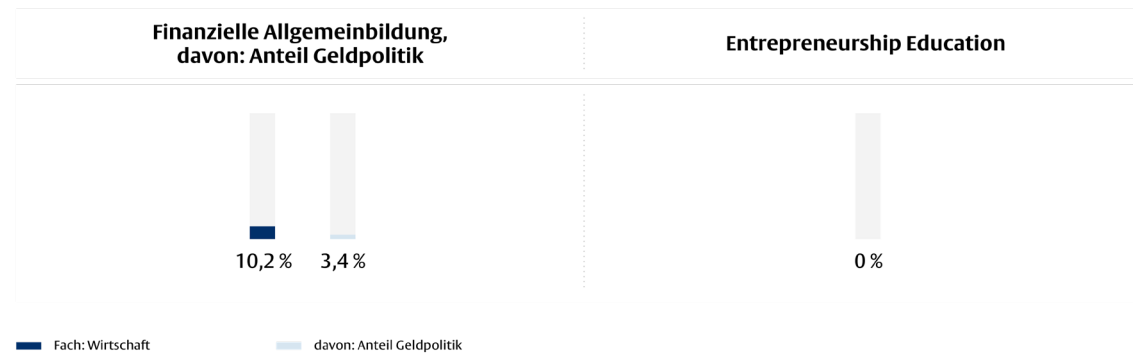 Finanzielle Allgemeinbildung,
davon: Anteil Geldpolitik
Entrepreneurship Education
10,2 %
3,4 %
0 %
Fach: Wirtschaft
davon: Anteil Geldpolitik